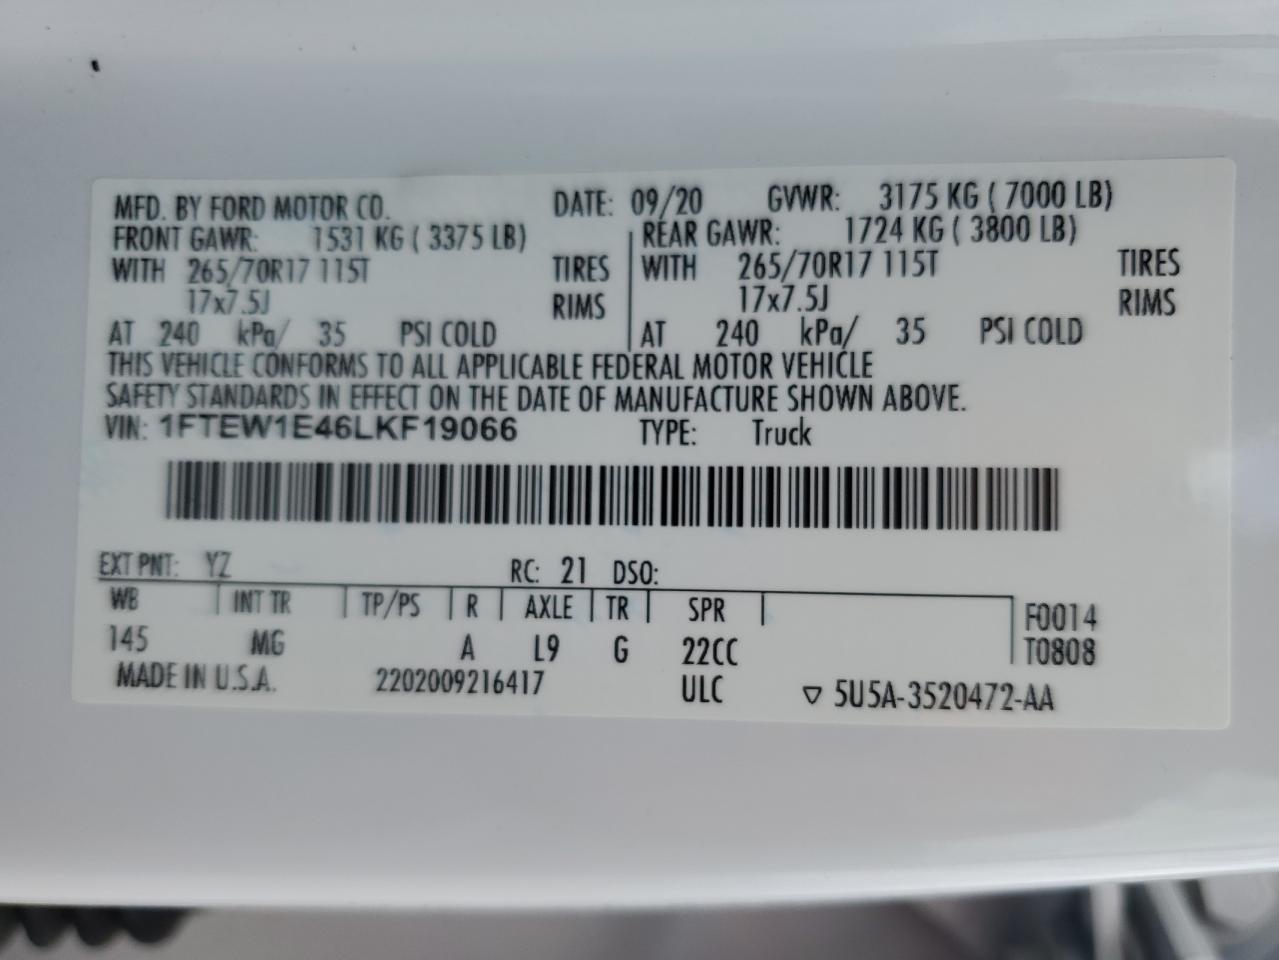 MFD. BY FORD MOTOR CO. DATE: 09/20 GVWR: 3175 KG ( 7000 LB)
FRONT GAWR: 1531 KG ( 3375 LB) REAR GAWR: 1724 KG ( 3800 LB)
WITH 265/70R17 115T TIRES WITH 265/70R17 115T TIRES
17x7.5J RIMS 17x7.5J RIMS
AT 240 kPa/ 35 PSI COLD AT 240 kPa/ 35 PSI COLD
THIS VEHICLE CONFORMS TO ALL APPLICABLE FEDERAL MOTOR VEHICLE
SAFETY STANDARDS IN EFFECT ON THE DATE OF MANUFACTURE SHOWN ABOVE.
VIN: 1FTEW1E46LKF19066 TYPE: Truck
EXT PNT: YZ RC: 21 DSO:
WB INT TR TP/PS R AXLE TR SPR F0014
145 MG A L9 G 22CC T0808
MADE IN U.S.A. 2202009216417 ULC ▽ 5U5A-3520472-AA